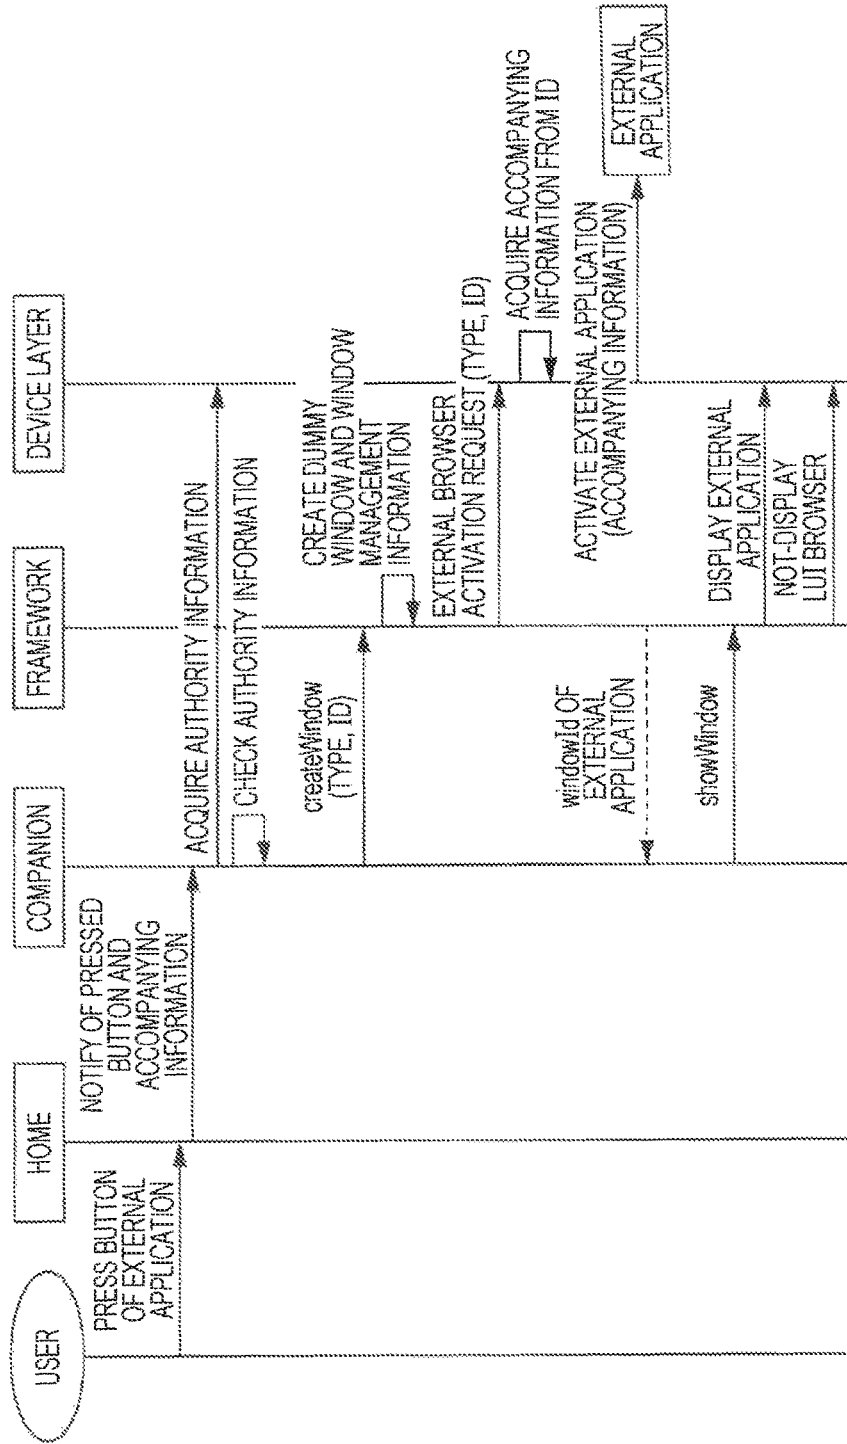 USER
HOME
COMPANION
FRAMEWORK
DEVICE LAYER
PRESS BUTTON
OF EXTERNAL
APPLICATION
NOTIFY OF PRESSED
BUTTON AND
ACCOMPANYING
INFORMATION
ACQUIRE AUTHORITY INFORMATION
CHECK AUTHORITY INFORMATION
createWindow
(TYPE, ID)
CREATE DUMMY
WINDOW AND WINDOW
MANAGEMENT
INFORMATION
EXTERNAL BROWSER
ACTIVATION REQUEST (TYPE, ID)
ACQUIRE ACCOMPANYING
INFORMATION FROM ID
ACTIVATE EXTERNAL APPLICATION
(ACCOMPANYING INFORMATION)
EXTERNAL
APPLICATION
windowId OF
EXTERNAL
APPLICATION
showWindow
DISPLAY EXTERNAL
APPLICATION
NOT-DISPLAY
LUI BROWSER